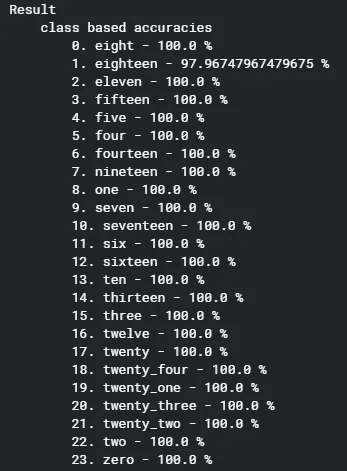 Result
class based accuracies
0. eight - 100.0 %
1. eighteen - 97.96747967479675 %
2. eleven - 100.0 %
3. fifteen - 100.0 %
4. five - 100.0 %
5. four - 100.0 %
6. fourteen - 100.0 %
7. nineteen - 100.0 %
8. one - 100.0 %
9. seven - 100.0 %
10. seventeen - 100.0 %
11. six - 100.0 %
12. sixteen - 100.0 %
13. ten - 100.0 %
14. thirteen - 100.0 %
15. three - 100.0 %
16. twelve - 100.0 %
17. twenty - 100.0 %
18. twenty_four - 100.0 %
19. twenty_one - 100.0 %
20. twenty_three - 100.0 %
21. twenty_two - 100.0 %
22. two - 100.0 %
23. zero - 100.0 %